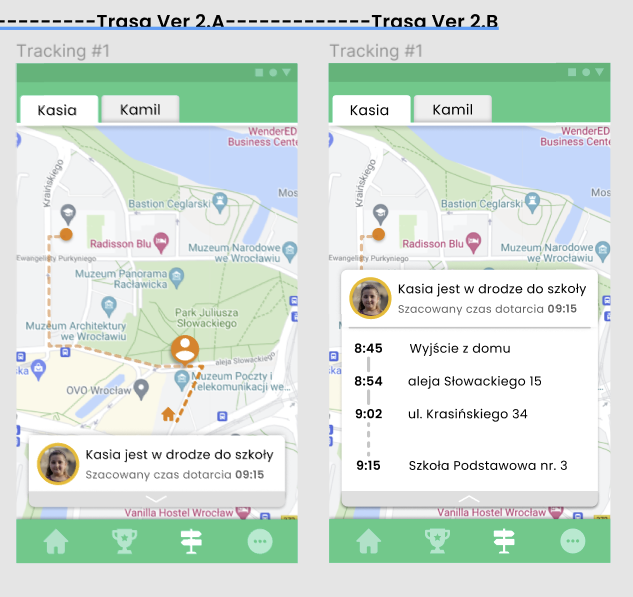 ----------Trasa Ver 2.A--------------Trasa Ver 2.B
Tracking #1
Kasia
Kamil
WenderED
Business Cente
Kraińskiego
Mos
Bastion Ceglarski
Radisson Blu
Muzeum Narodowe
we Wrocławiu
Ewangelisty Purkyniego
Muzeum Panorama
Racławicka
Park Juliusza
Słowackiego
Muzeum Architektury
we Wrocławiu
aleja Słowackiego
ska
Muzeum Poczty i
Telekomunikacji we...
OVO Wrocław
Kasia jest w drodze do szkoły
Szacowany czas dotarcia 09:15
Vanilla Hostel Wrocław
Tracking #1
Kasia
Kamil
WenderED
Business Cente
Kraińskiego
Mos
Bastion Ceglarski
Radisson Blu
Muzeum Narodowe
we Wrocławiu
Ewangelisty Purkyniego
Kasia jest w drodze do szkoły
Szacowany czas dotarcia 09:15
8:45 Wyjście z domu
8:54 aleja Słowackiego 15
9:02 ul. Krasińskiego 34
9:15 Szkoła Podstawowa nr. 3
Vanilla Hostel Wrocław